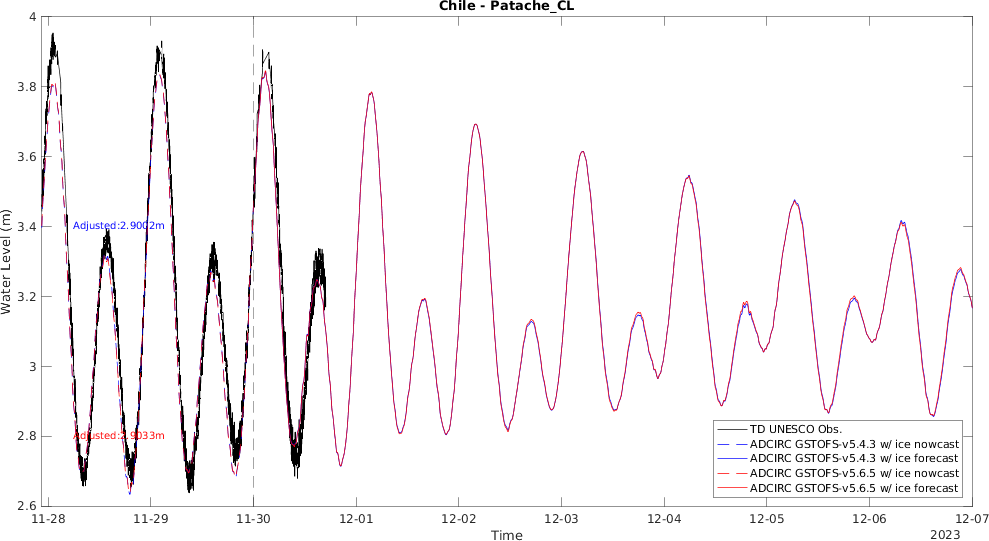 Chile - Patache_CL
4
3.8
3.6
3.4
3.2
3
2.8
2.6
Water Level (m)
Adjusted:2.9002m
Adjusted:2.9033m
TD UNESCO Obs.
ADCIRC GSTOFS-v5.4.3 w/ ice nowcast
ADCIRC GSTOFS-v5.4.3 w/ ice forecast
ADCIRC GSTOFS-v5.6.5 w/ ice nowcast
ADCIRC GSTOFS-v5.6.5 w/ ice forecast
11-28 11-29 11-30 12-01 12-02 12-03 12-04 12-05 12-06 12-07
Time
2023